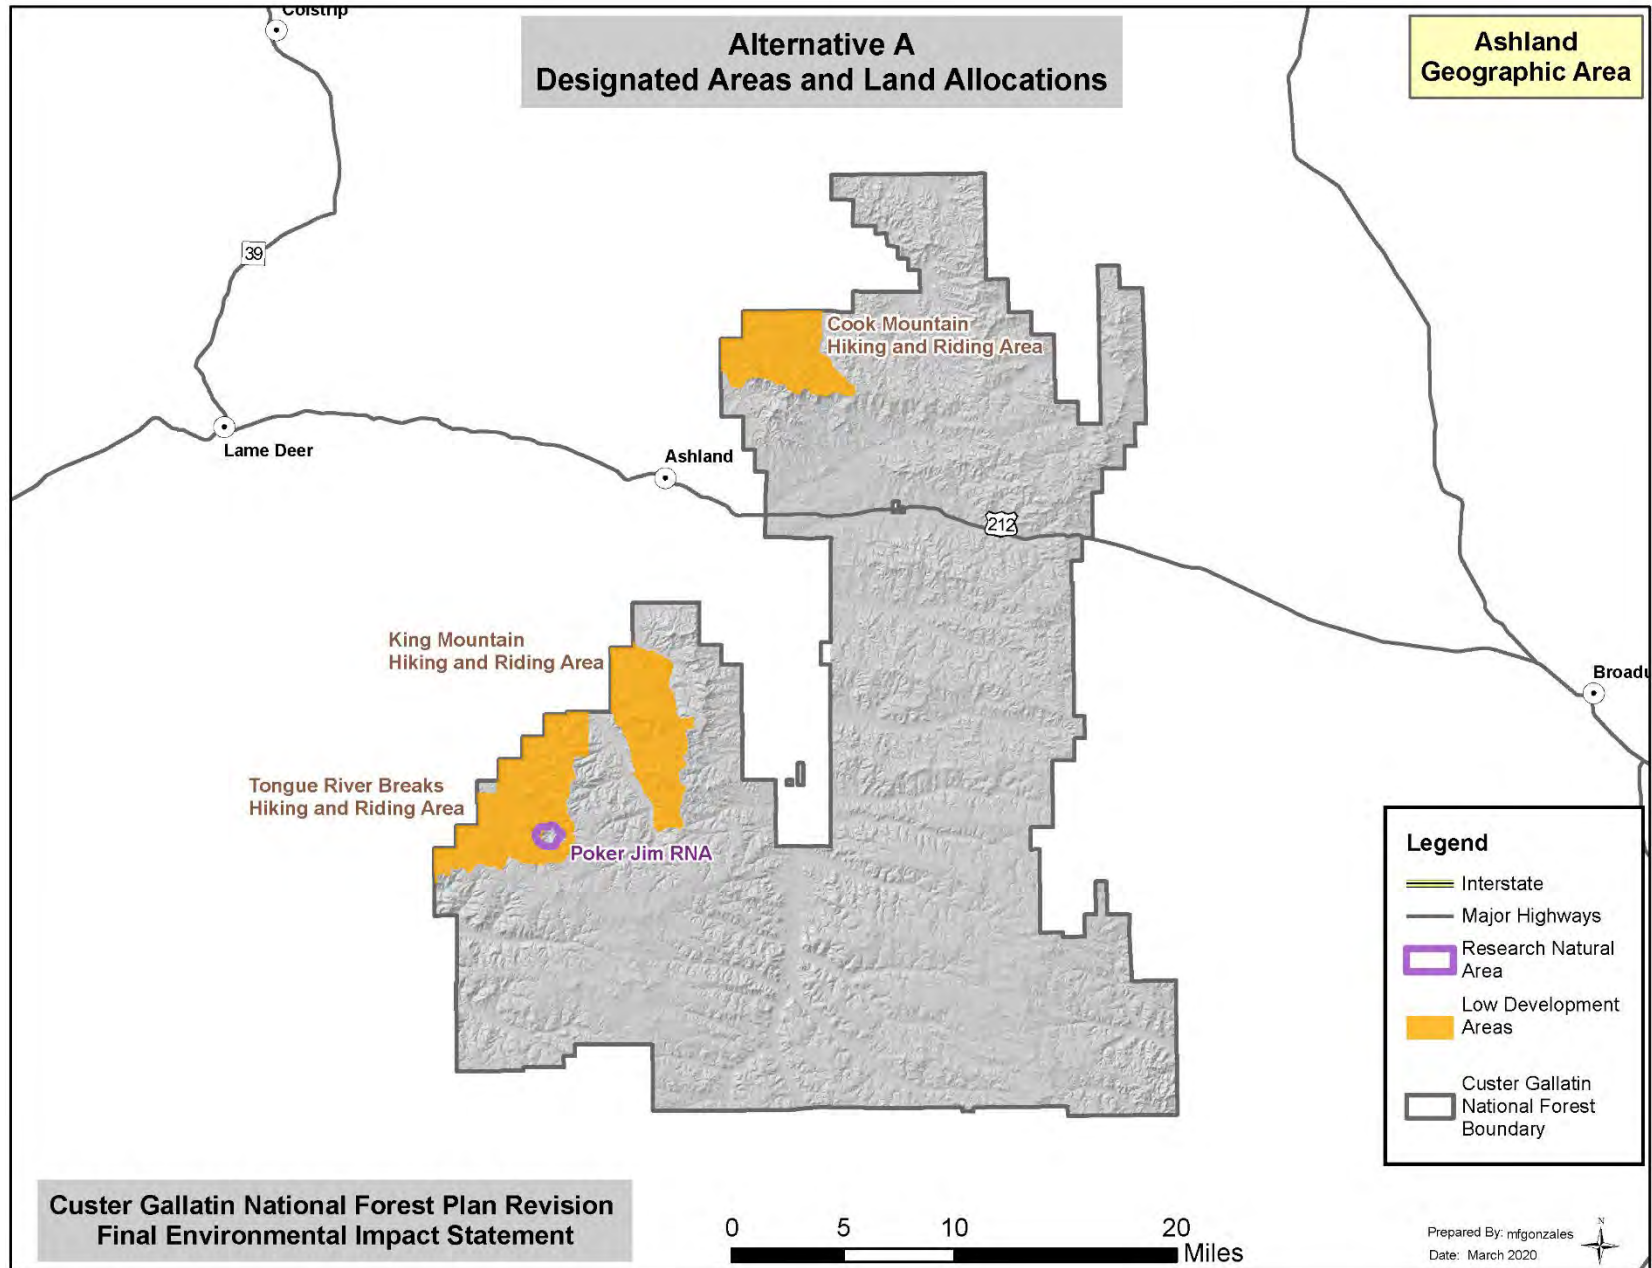 Colstrip
Alternative A
Designated Areas and Land Allocations
Ashland
Geographic Area
39
Cook Mountain
Hiking and Riding Area
Lame Deer
Ashland
212
King Mountain
Hiking and Riding Area
Broadu
Tongue River Breaks
Hiking and Riding Area
Poker Jim RNA
Legend
Interstate
Major Highways
Research Natural
Area
Low Development
Areas
Custer Gallatin
National Forest
Boundary
Custer Gallatin National Forest Plan Revision
Final Environmental Impact Statement
0 5 10 20
Miles
Prepared By: mfgonzales
Date: March 2020
N